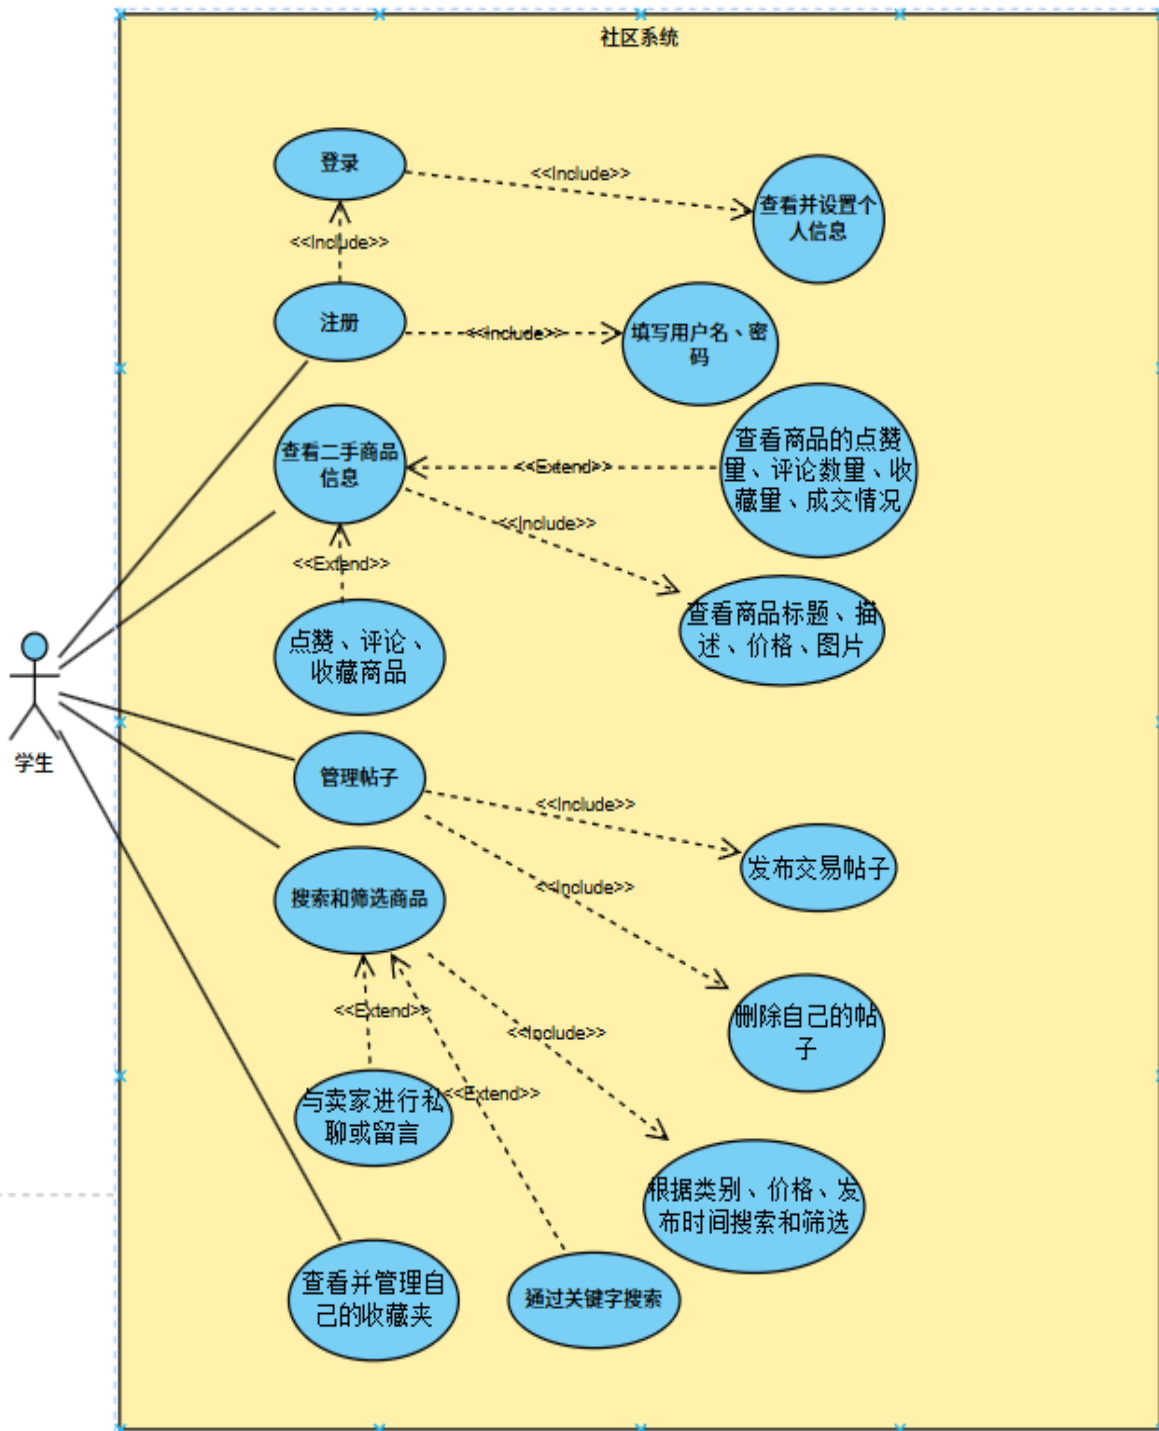 社区系统
登录
<<Include>>
查看并设置个
人信息
<<Include>>
注册
<<Include>>
填写用户名、密
码
查看二手商品
信息
<<Extend>>
查看商品的点赞
量、评论数量、收
藏量、成交情况
<<Include>>
<<Extend>>
点赞、评论、
收藏商品
查看商品标题、描
述、价格、图片
学生
管理帖子
<<Include>>
发布交易帖子
<<Include>>
搜索和筛选商品
删除自己的帖
子
<<Extend>>
<<Include>>
与卖家进行私
聊或留言
<<Extend>>
根据类别、价格、发
布时间搜索和筛选
查看并管理自
己的收藏夹
通过关键字搜索